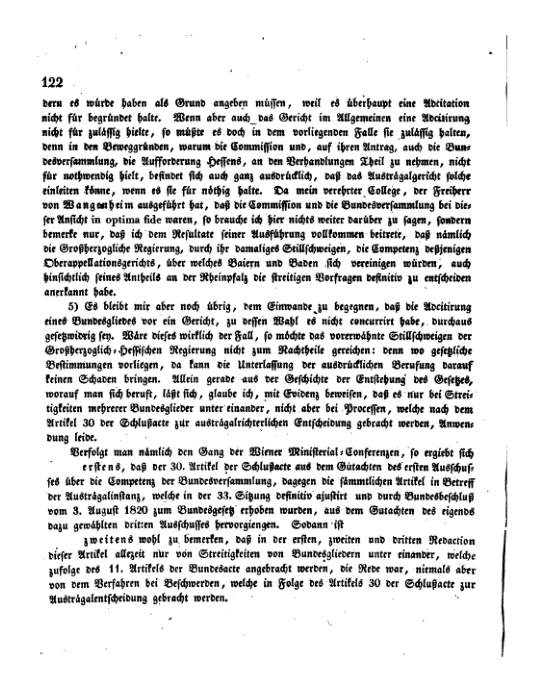 122
dern es würde haben als Grund angeben müssen, weil es überhaupt eine Adcitation
nicht für begründet halte. Wenn aber auch das Gericht im Allgemeinen eine Adcitirung
nicht für zulässig hielte, so müßte es doch in dem vorliegenden Falle sie zulässig halten,
denn in den Beweggründen, warum die Commission und, auf ihren Antrag, auch die Bun-
desversammlung, die Aufforderung Hessens, an den Verhandlungen Theil zu nehmen, nicht
für nothwendig hielt, befindet sich auch ganz ausdrücklich, daß das Austrägalgericht solche
einleiten könne, wenn es sie für nöthig halte. Da mein verehrter College, der Freiherr
von Wangenheim ausgeführt hat, daß die Commission und die Bundesversammlung bei die-
ser Ansicht in optima fide waren, so brauche ich hier nichts weiter darüber zu sagen, sondern
bemerke nur, daß ich dem Resultate seiner Ausführung vollkommen beitrete, daß nämlich
die Großherzogliche Regierung, durch ihr damaliges Stillschweigen, die Competenz desjenigen
Oberappellationsgerichts, über welches Baiern und Baden sich vereinigen würden, auch
hinsichtlich seines Antheils an der Rheinpfalz die streitigen Vorfragen definitiv zu entscheiden
anerkannt habe.
5) Es bleibt mir aber noch übrig, dem Einwande zu begegnen, daß die Adcitirung
eines Bundesgliedes vor ein Gericht, zu dessen Wahl es nicht concurrirt habe, durchaus
gesetzwidrig sey. Wäre dieses wirklich der Fall, so möchte das vorerwähnte Stillschweigen der
Großherzoglich-Hessischen Regierung nicht zum Nachtheile gereichen: denn wo gesetzliche
Bestimmungen vorliegen, da kann die Unterlassung der ausdrücklichen Berufung darauf
keinen Schaden bringen. Allein gerade aus der Geschichte der Entstehung des Gesetzes,
worauf man sich beruft, läßt sich, glaube ich, mit Evidenz beweisen, daß es nur bei Strei-
tigkeiten mehrerer Bundesglieder unter einander, nicht aber bei Processen, welche nach dem
Artikel 30 der Schlußacte zur austrägalrichterlichen Entscheidung gebracht werden, Anwen-
dung leide.
Verfolgt man nämlich den Gang der Wiener Ministerial-Conferenzen, so ergiebt sich
erstens, daß der 30. Artikel der Schlußacte aus dem Gutachten des ersten Ausschus-
ses über die Competenz der Bundesversammlung, dagegen die sämmtlichen Artikel in Betreff
der Austrägalinstanz, welche in der 33. Sitzung definitiv ajustirt und durch Bundesbeschluß
vom 3. August 1820 zum Bundesgesetz erhoben wurden, aus dem Gutachten des eigends
dazu gewählten dritten Ausschusses hervorgiengen. Sodann ist
zweitens wohl zu bemerken, daß in der ersten, zweiten und dritten Redaction
dieser Artikel allezeit nur von Streitigkeiten von Bundesgliedern unter einander, welche
zufolge des 11. Artikels der Bundesacte angebracht werden, die Rede war, niemals aber
von dem Verfahren bei Beschwerden, welche in Folge des Artikels 30 der Schlußacte zur
Austrägalentscheidung gebracht werden.